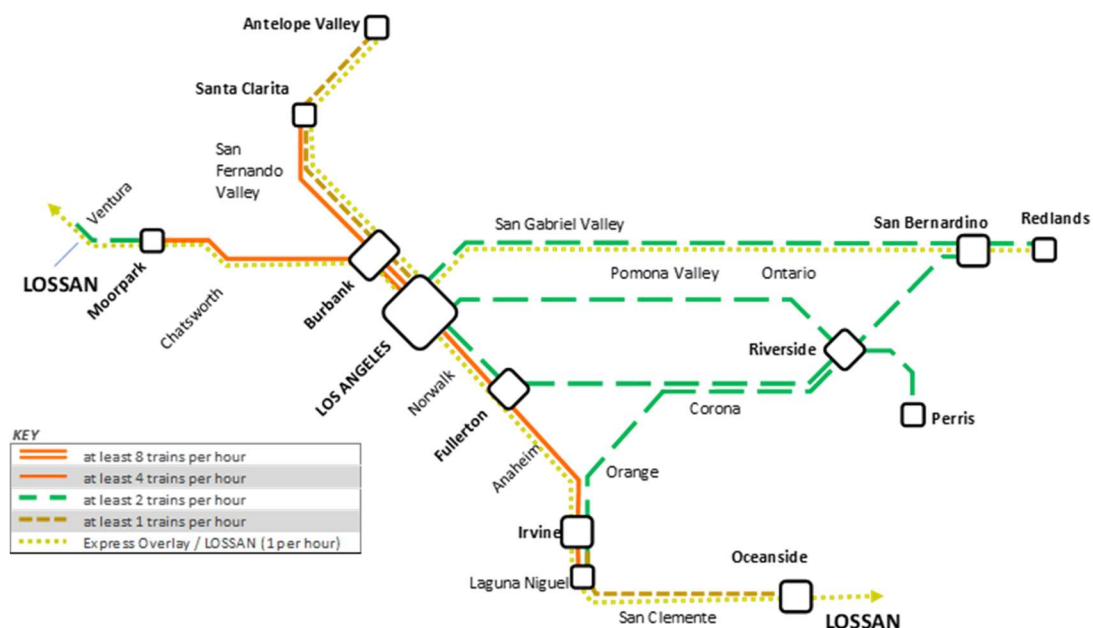 Antelope Valley
Santa Clarita
San
Fernando
Valley
Ventura
LOSSAN
Moorpark
Chatsworth
Burbank
LOS ANGELES
San Gabriel Valley
San Bernardino
Redlands
Pomona Valley
Ontario
Riverside
Perris
Corona
Norwalk
Fullerton
Anaheim
Orange
Irvine
Laguna Niguel
San Clemente
Oceanside
LOSSAN
KEY
at least 8 trains per hour
at least 4 trains per hour
at least 2 trains per hour
at least 1 trains per hour
Express Overlay / LOSSAN (1 per hour)